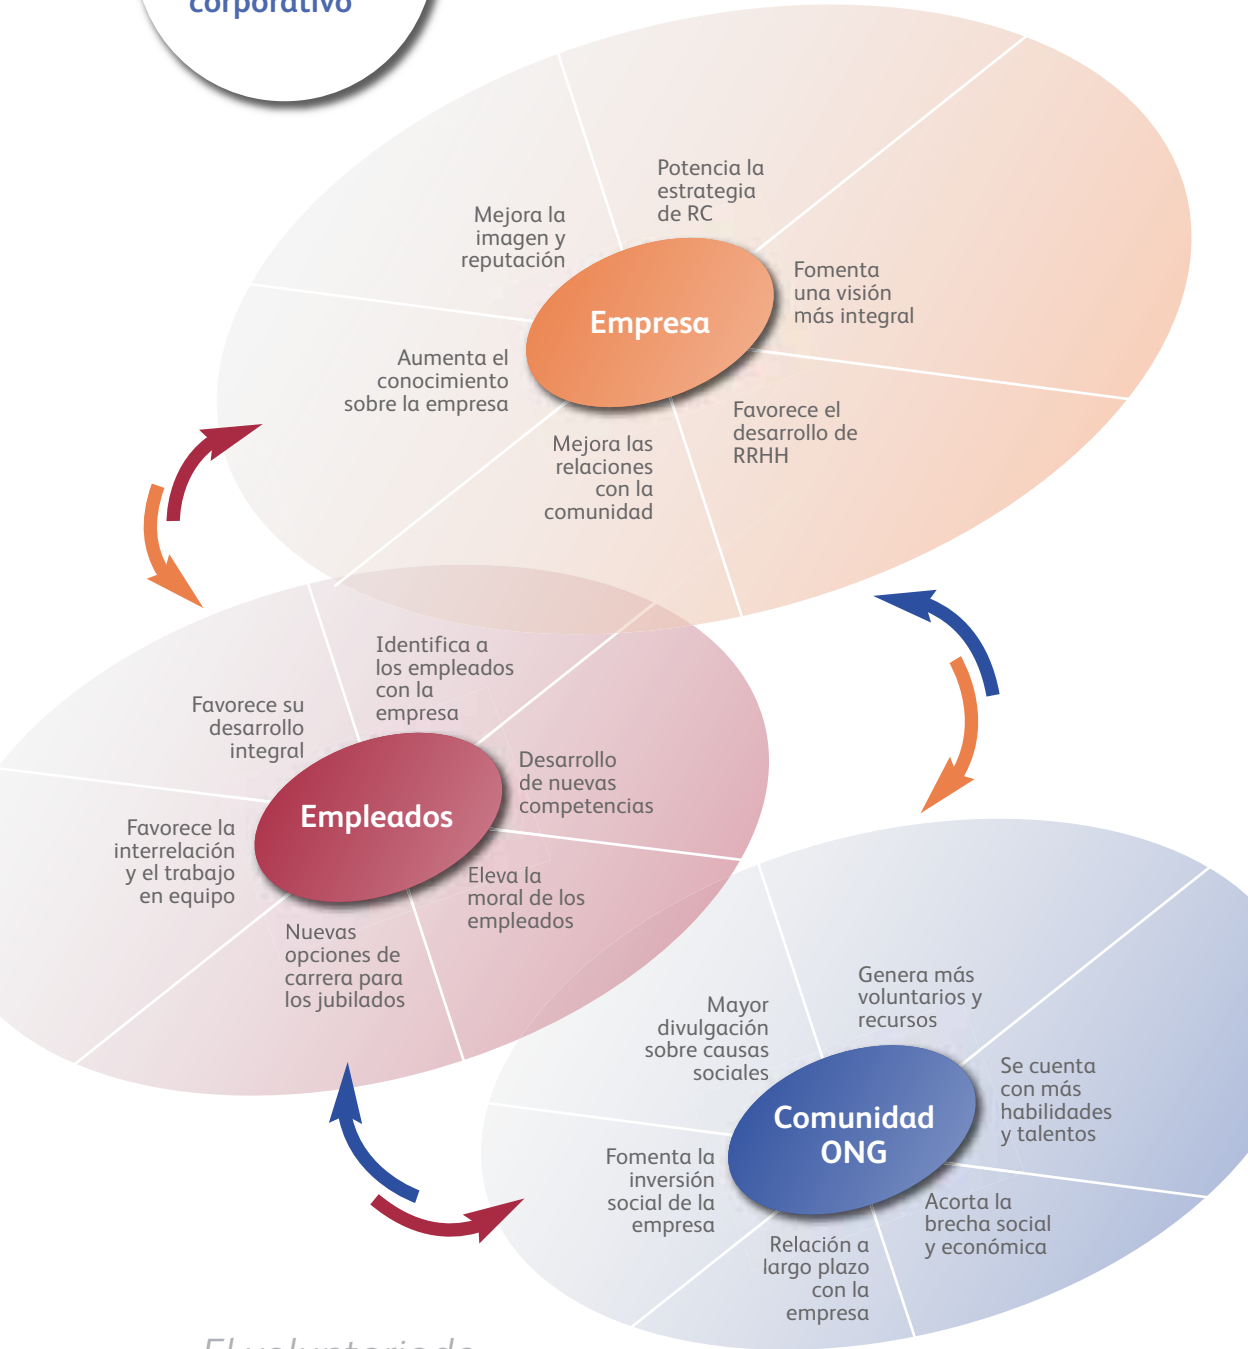 corporativo
Potencia la
estrategia
de RC
Mejora la
imagen y
reputación
Fomenta
una visión
más integral
Empresa
Aumenta el
conocimiento
sobre la empresa
Favorece el
desarrollo de
RRHH
Mejora las
relaciones
con la
comunidad
Identifica a
los empleados
con la
empresa
Favorece su
desarrollo
integral
Desarrollo
de nuevas
competencias
Empleados
Favorece la
interrelación
y el trabajo
en equipo
Eleva la
moral de los
empleados
Nuevas
opciones de
carrera para
los jubilados
Genera más
voluntarios y
recursos
Mayor
divulgación
sobre causas
sociales
Se cuenta
con más
habilidades
y talentos
Comunidad
ONG
Fomenta la
inversión
social de la
empresa
Acorta la
brecha social
y económica
Relación a
largo plazo
con la
empresa
El voluntariado